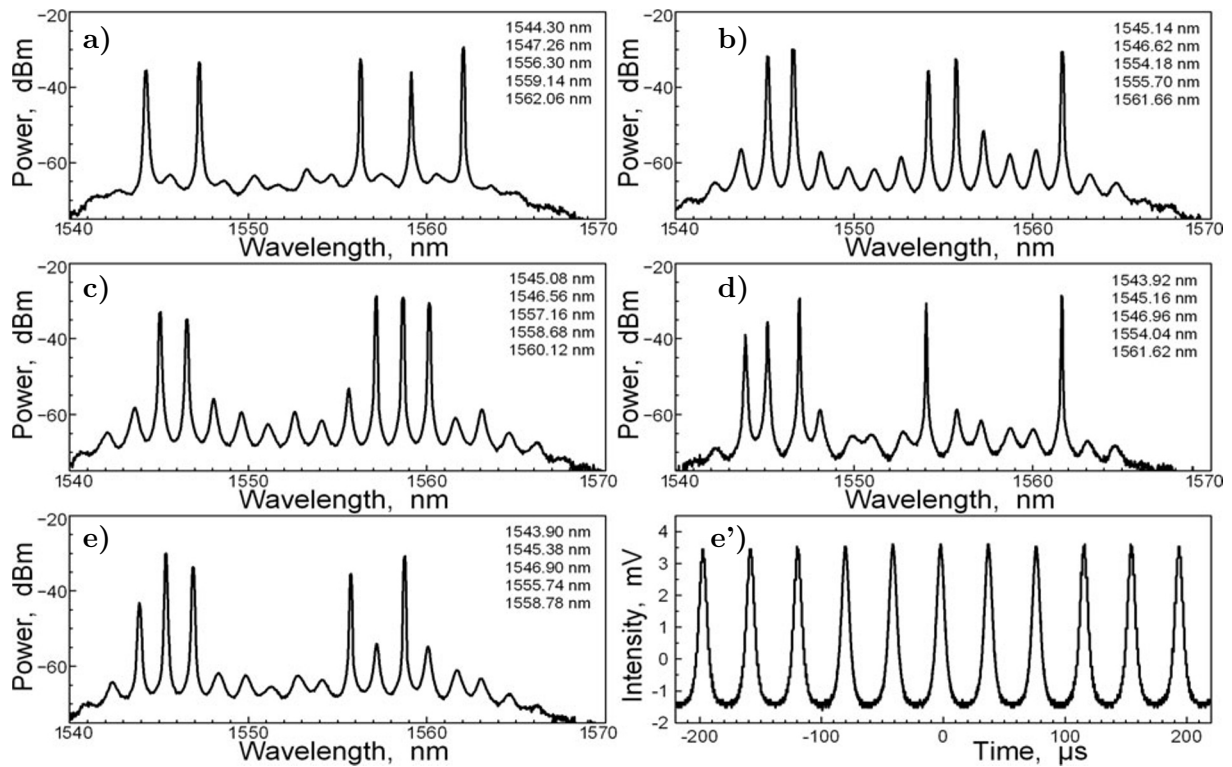 a)
1544.30 nm
1547.26 nm
1556.30 nm
1559.14 nm
1562.06 nm
Power, dBm
−20
−40
−60
1540 1550 1560 1570
Wavelength, nm
b)
1545.14 nm
1546.62 nm
1554.18 nm
1555.70 nm
1561.66 nm
Power, dBm
−20
−40
−60
1540 1550 1560 1570
Wavelength, nm
c)
1545.08 nm
1546.56 nm
1557.16 nm
1558.68 nm
1560.12 nm
Power, dBm
−20
−40
−60
1540 1550 1560 1570
Wavelength, nm
d)
1543.92 nm
1545.16 nm
1546.96 nm
1554.04 nm
1561.62 nm
Power, dBm
−20
−40
−60
1540 1550 1560 1570
Wavelength, nm
e)
1543.90 nm
1545.38 nm
1546.90 nm
1555.74 nm
1558.78 nm
Power, dBm
−20
−40
−60
1540 1550 1560 1570
Wavelength, nm
e')
Intensity, mV
4
3
2
1
0
−1
−2
-200 -100 0 100 200
Time, μs